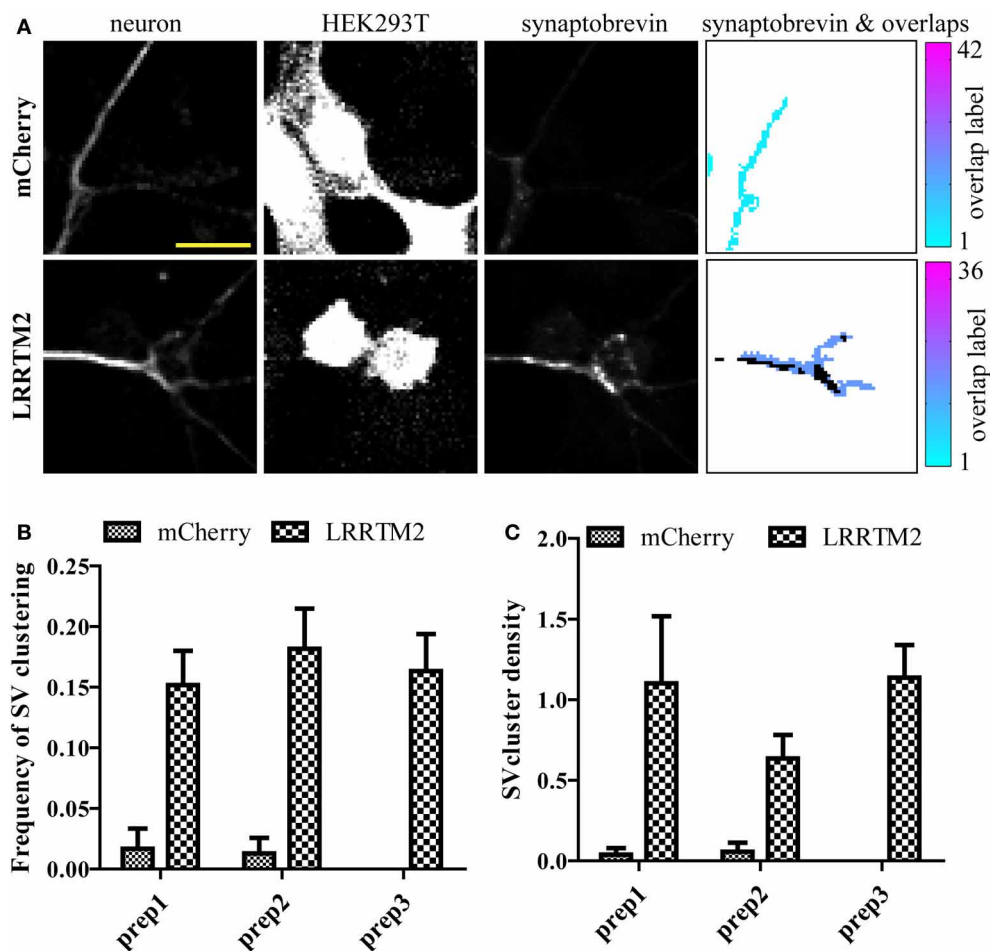 A
neuron
HEK293T
synaptobrevin
synaptobrevin & overlaps
mCherry
42
overlap label
1
LRRTM2
36
overlap label
1
B
mCherry
LRRTM2
Frequency of SV clustering
0.25
0.20
0.15
0.10
0.05
0.00
prep1
prep2
prep3
C
mCherry
LRRTM2
SV cluster density
2.0
1.5
1.0
0.5
0.0
prep1
prep2
prep3